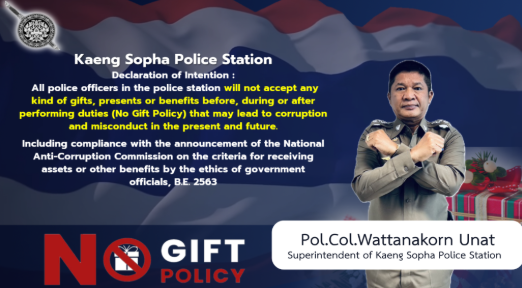 Kaeng Sopha Police Station
Declaration of Intention :
All police officers in the police station will not accept any
kind of gifts, presents or benefits before, during or after
performing duties (No Gift Policy) that may lead to corruption
and misconduct in the present and future.
Including compliance with the announcement of the National
Anti-Corruption Commission on the criteria for receiving
assets or other benefits by the ethics of government
officials, B.E. 2563
NO GIFT
POLICY
Pol.Col.Wattanakorn Unat
Superintendent of Kaeng Sopha Police Station